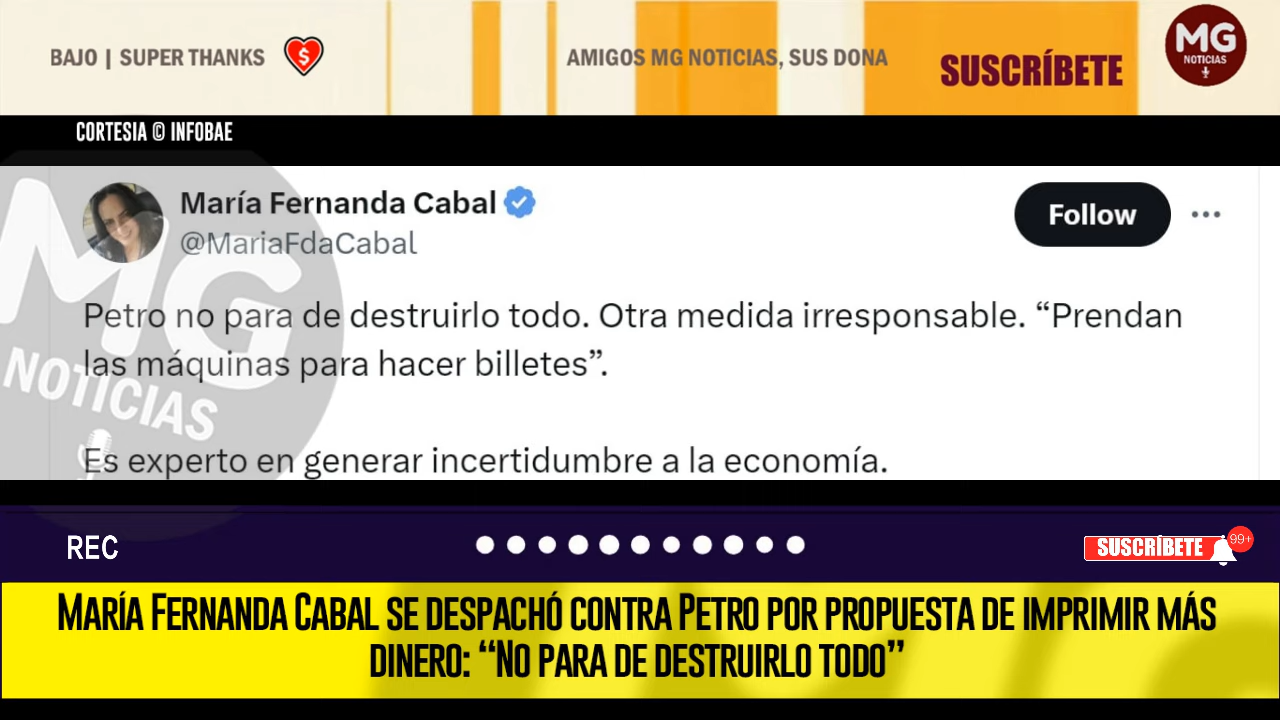 BAJO | SUPER THANKS
AMIGOS MG NOTICIAS, SUS DONA
SUSCRÍBETE
MG
NOTICIAS
CORTESIA © INFOBAE
María Fernanda Cabal
@MariaFdaCabal
Follow
Petro no para de destruirlo todo. Otra medida irresponsable. “Prendan
las máquinas para hacer billetes”.
Es experto en generar incertidumbre a la economía.
MG
NOTICIAS
REC
SUSCRÍBETE
99+
María Fernanda Cabal se despachó contra Petro por propuesta de imprimir más
dinero: “No para de destruirlo todo”